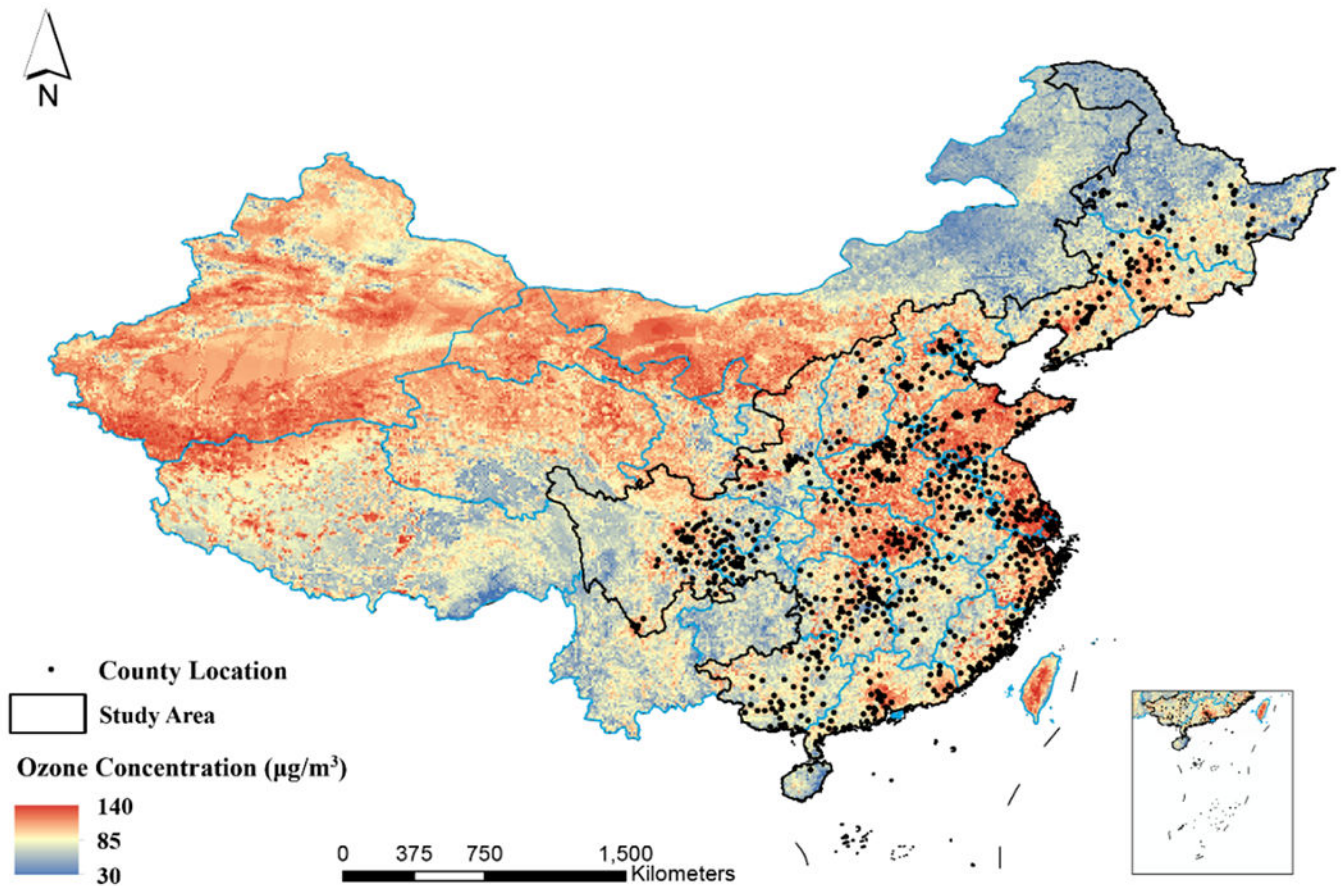 N
County Location
Study Area
Ozone Concentration (μg/m³)
140
85
30
0 375 750 1,500
Kilometers